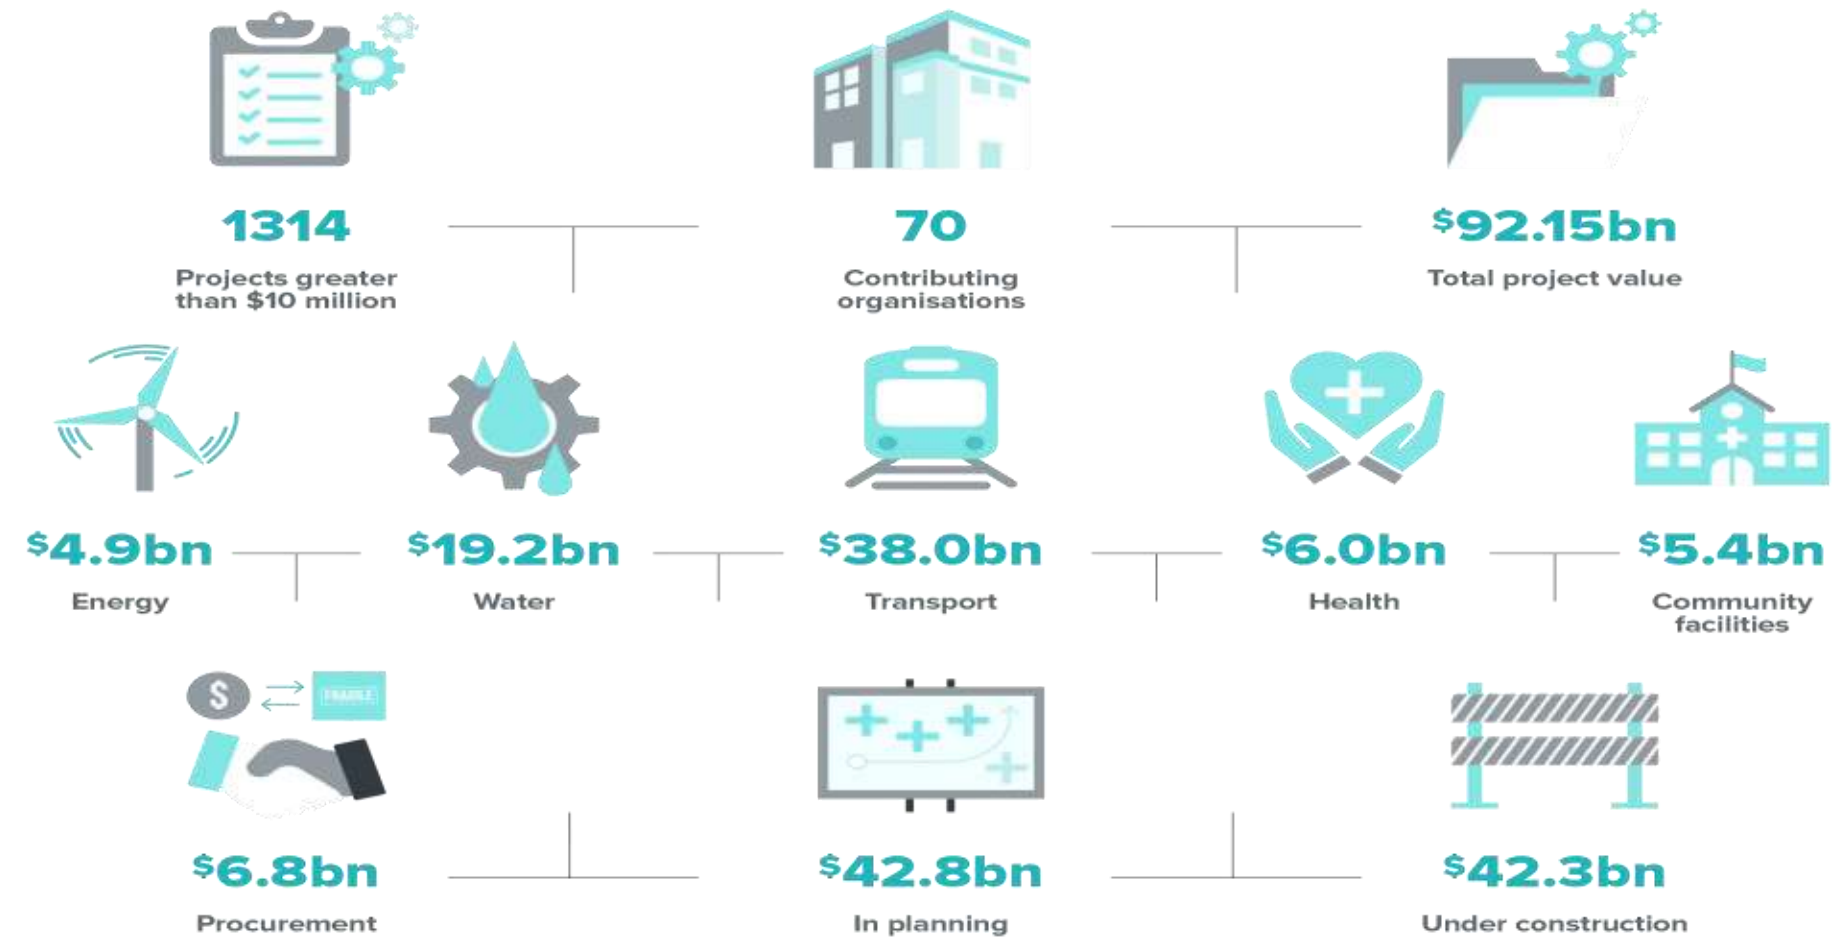 1314
70
$92.15bn
Projects greater
than $10 million
Contributing
organisations
Total project value
$4.9bn
$19.2bn
$38.0bn
$6.0bn
$5.4bn
Energy
Water
Transport
Health
Community
facilities
$
FRAGILE
$6.8bn
$42.8bn
$42.3bn
Procurement
In planning
Under construction